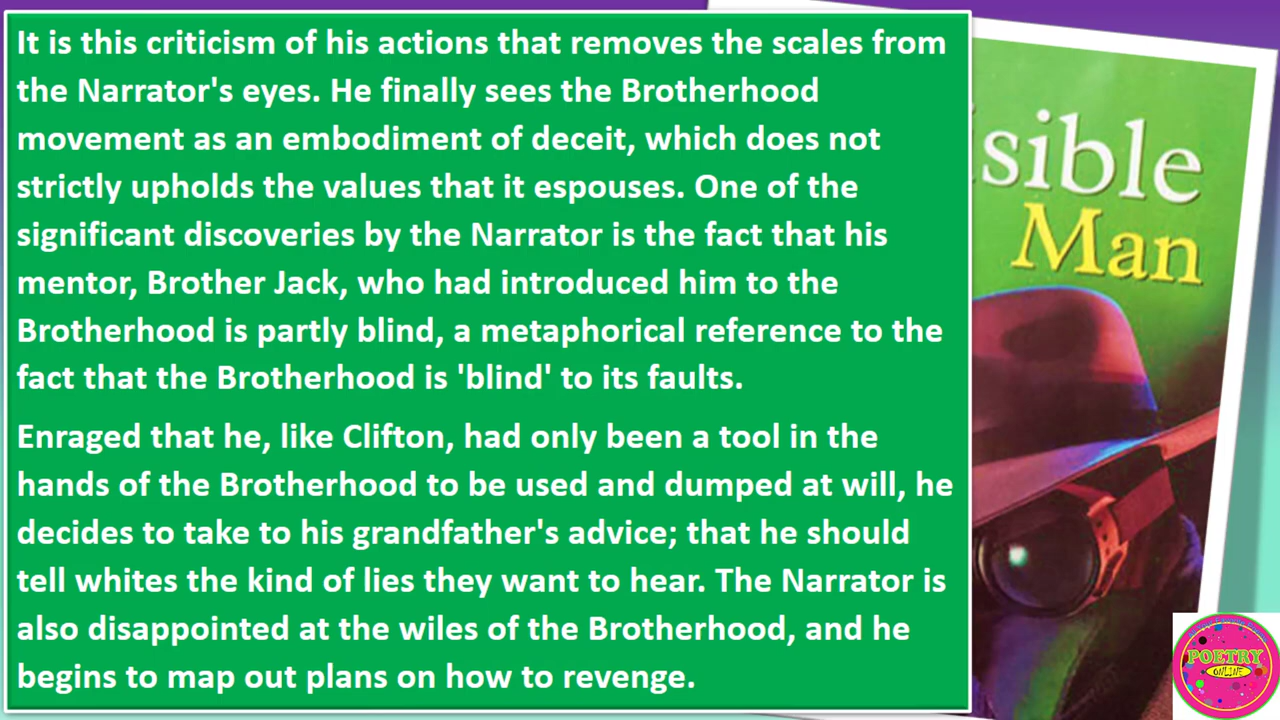 It is this criticism of his actions that removes the scales from
the Narrator's eyes. He finally sees the Brotherhood
movement as an embodiment of deceit, which does not
strictly upholds the values that it espouses. One of the
significant discoveries by the Narrator is the fact that his
mentor, Brother Jack, who had introduced him to the
Brotherhood is partly blind, a metaphorical reference to the
fact that the Brotherhood is 'blind' to its faults.
Enraged that he, like Clifton, had only been a tool in the
hands of the Brotherhood to be used and dumped at will, he
decides to take to his grandfather's advice; that he should
tell whites the kind of lies they want to hear. The Narrator is
also disappointed at the wiles of the Brotherhood, and he
begins to map out plans on how to revenge.
sible
Man
POETRY
ONLINE